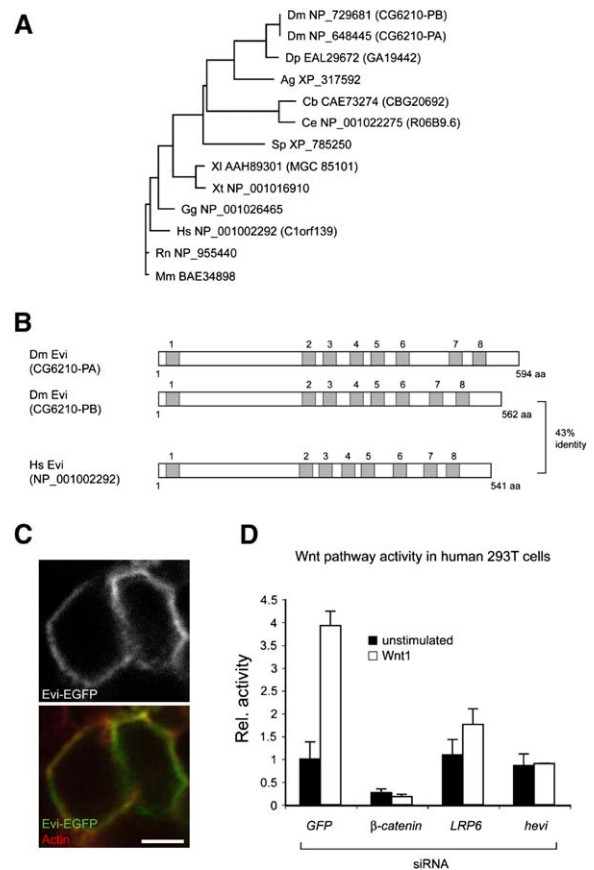 A
Dm NP_729681 (CG6210-PB)
Dm NP_648445 (CG6210-PA)
Dp EAL29672 (GA19442)
Ag XP_317592
Cb CAE73274 (CBG20692)
Ce NP_001022275 (R06B9.6)
Sp XP_785250
Xl AAH89301 (MGC 85101)
Xt NP_001016910
Gg NP_001026465
Hs NP_001002292 (C1orf139)
Rn NP_955440
Mm BAE34898
B
1 2 3 4 5 6 7 8
Dm Evi
(CG6210-PA)
1 594 aa
1 2 3 4 5 6 7 8
Dm Evi
(CG6210-PB)
1 562 aa
43%
identity
1 2 3 4 5 6 7 8
Hs Evi
(NP_001002292)
1 541 aa
C
Evi-EGFP
Evi-EGFP
Actin
D
Wnt pathway activity in human 293T cells
Rel. activity
4.5
4
3.5
3
2.5
2
1.5
1
0.5
0
unstimulated
Wnt1
GFP β-catenin LRP6 hevi
siRNA